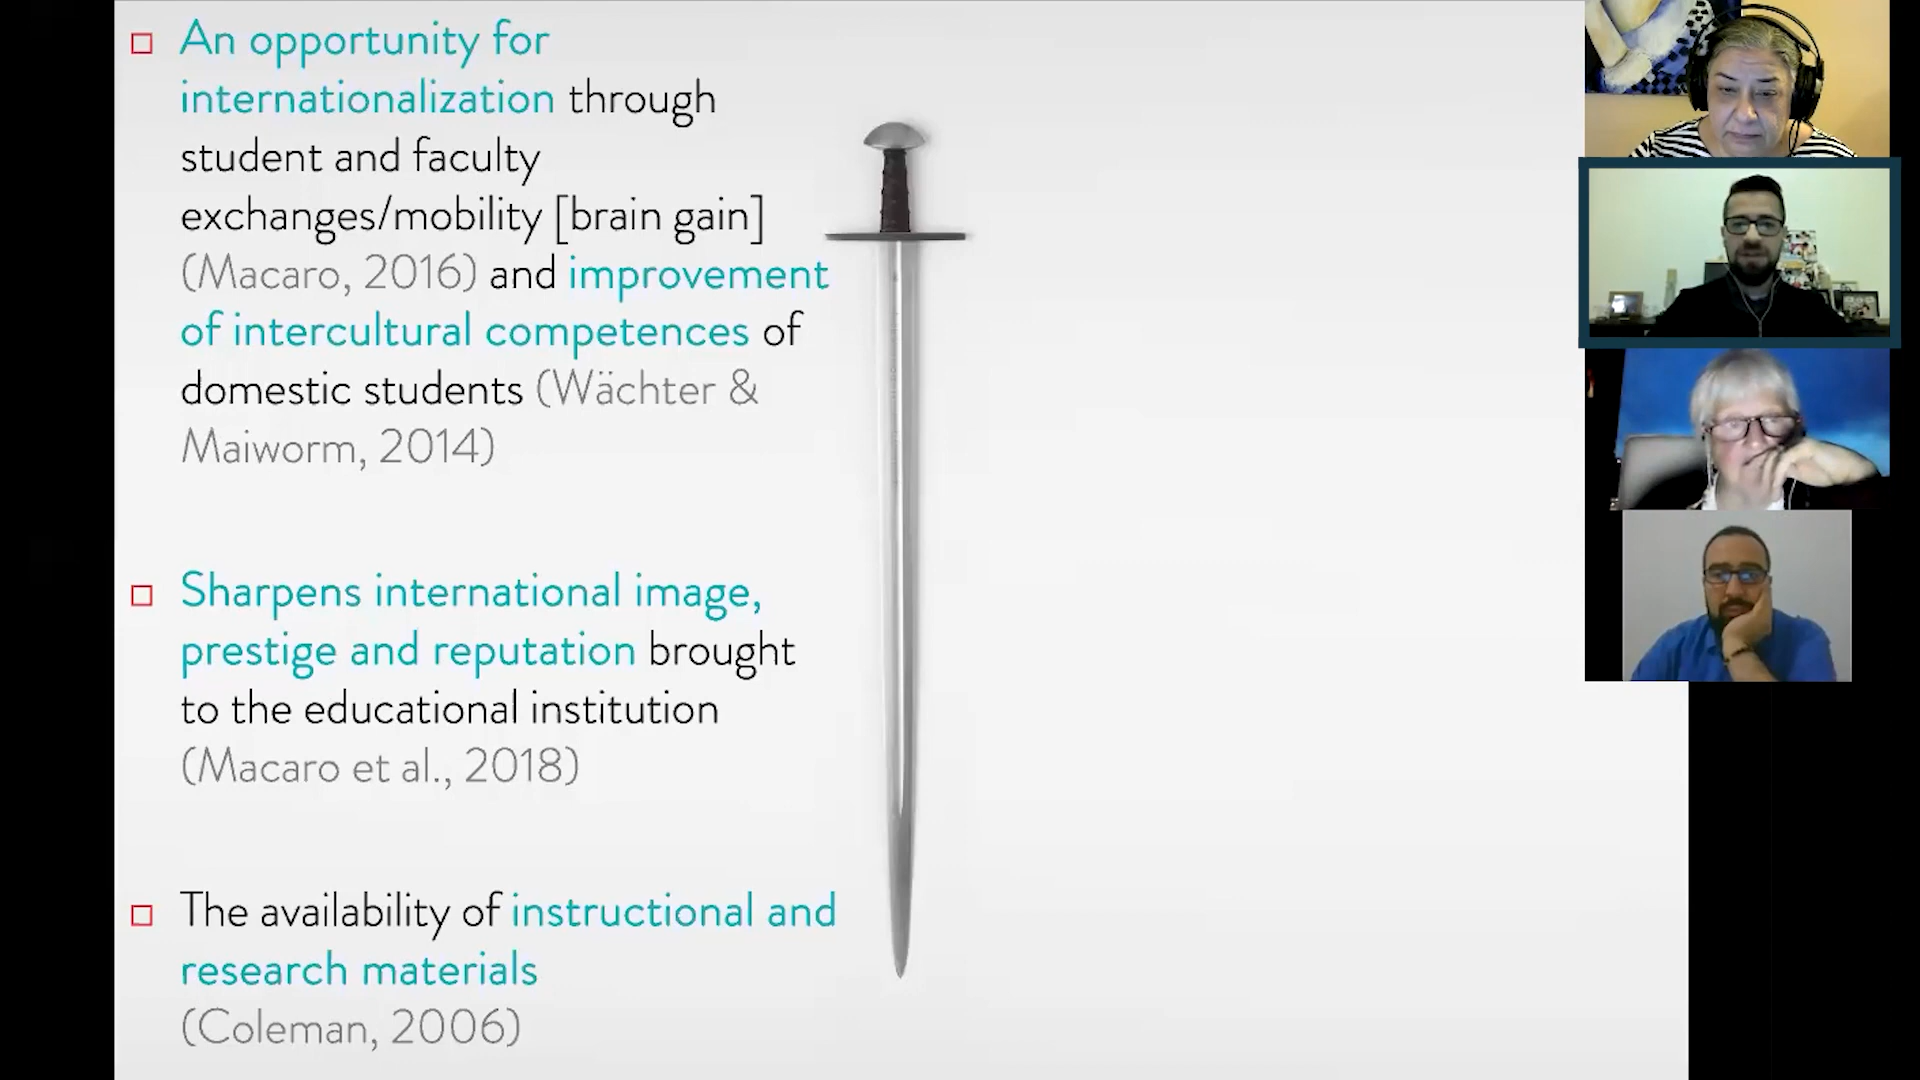 An opportunity for
internationalization through
student and faculty
exchanges/mobility [brain gain]
(Macaro, 2016) and improvement
of intercultural competences of
domestic students (Wächter &
Maiworm, 2014)
Sharpens international image,
prestige and reputation brought
to the educational institution
(Macaro et al., 2018)
The availability of instructional and
research materials
(Coleman, 2006)